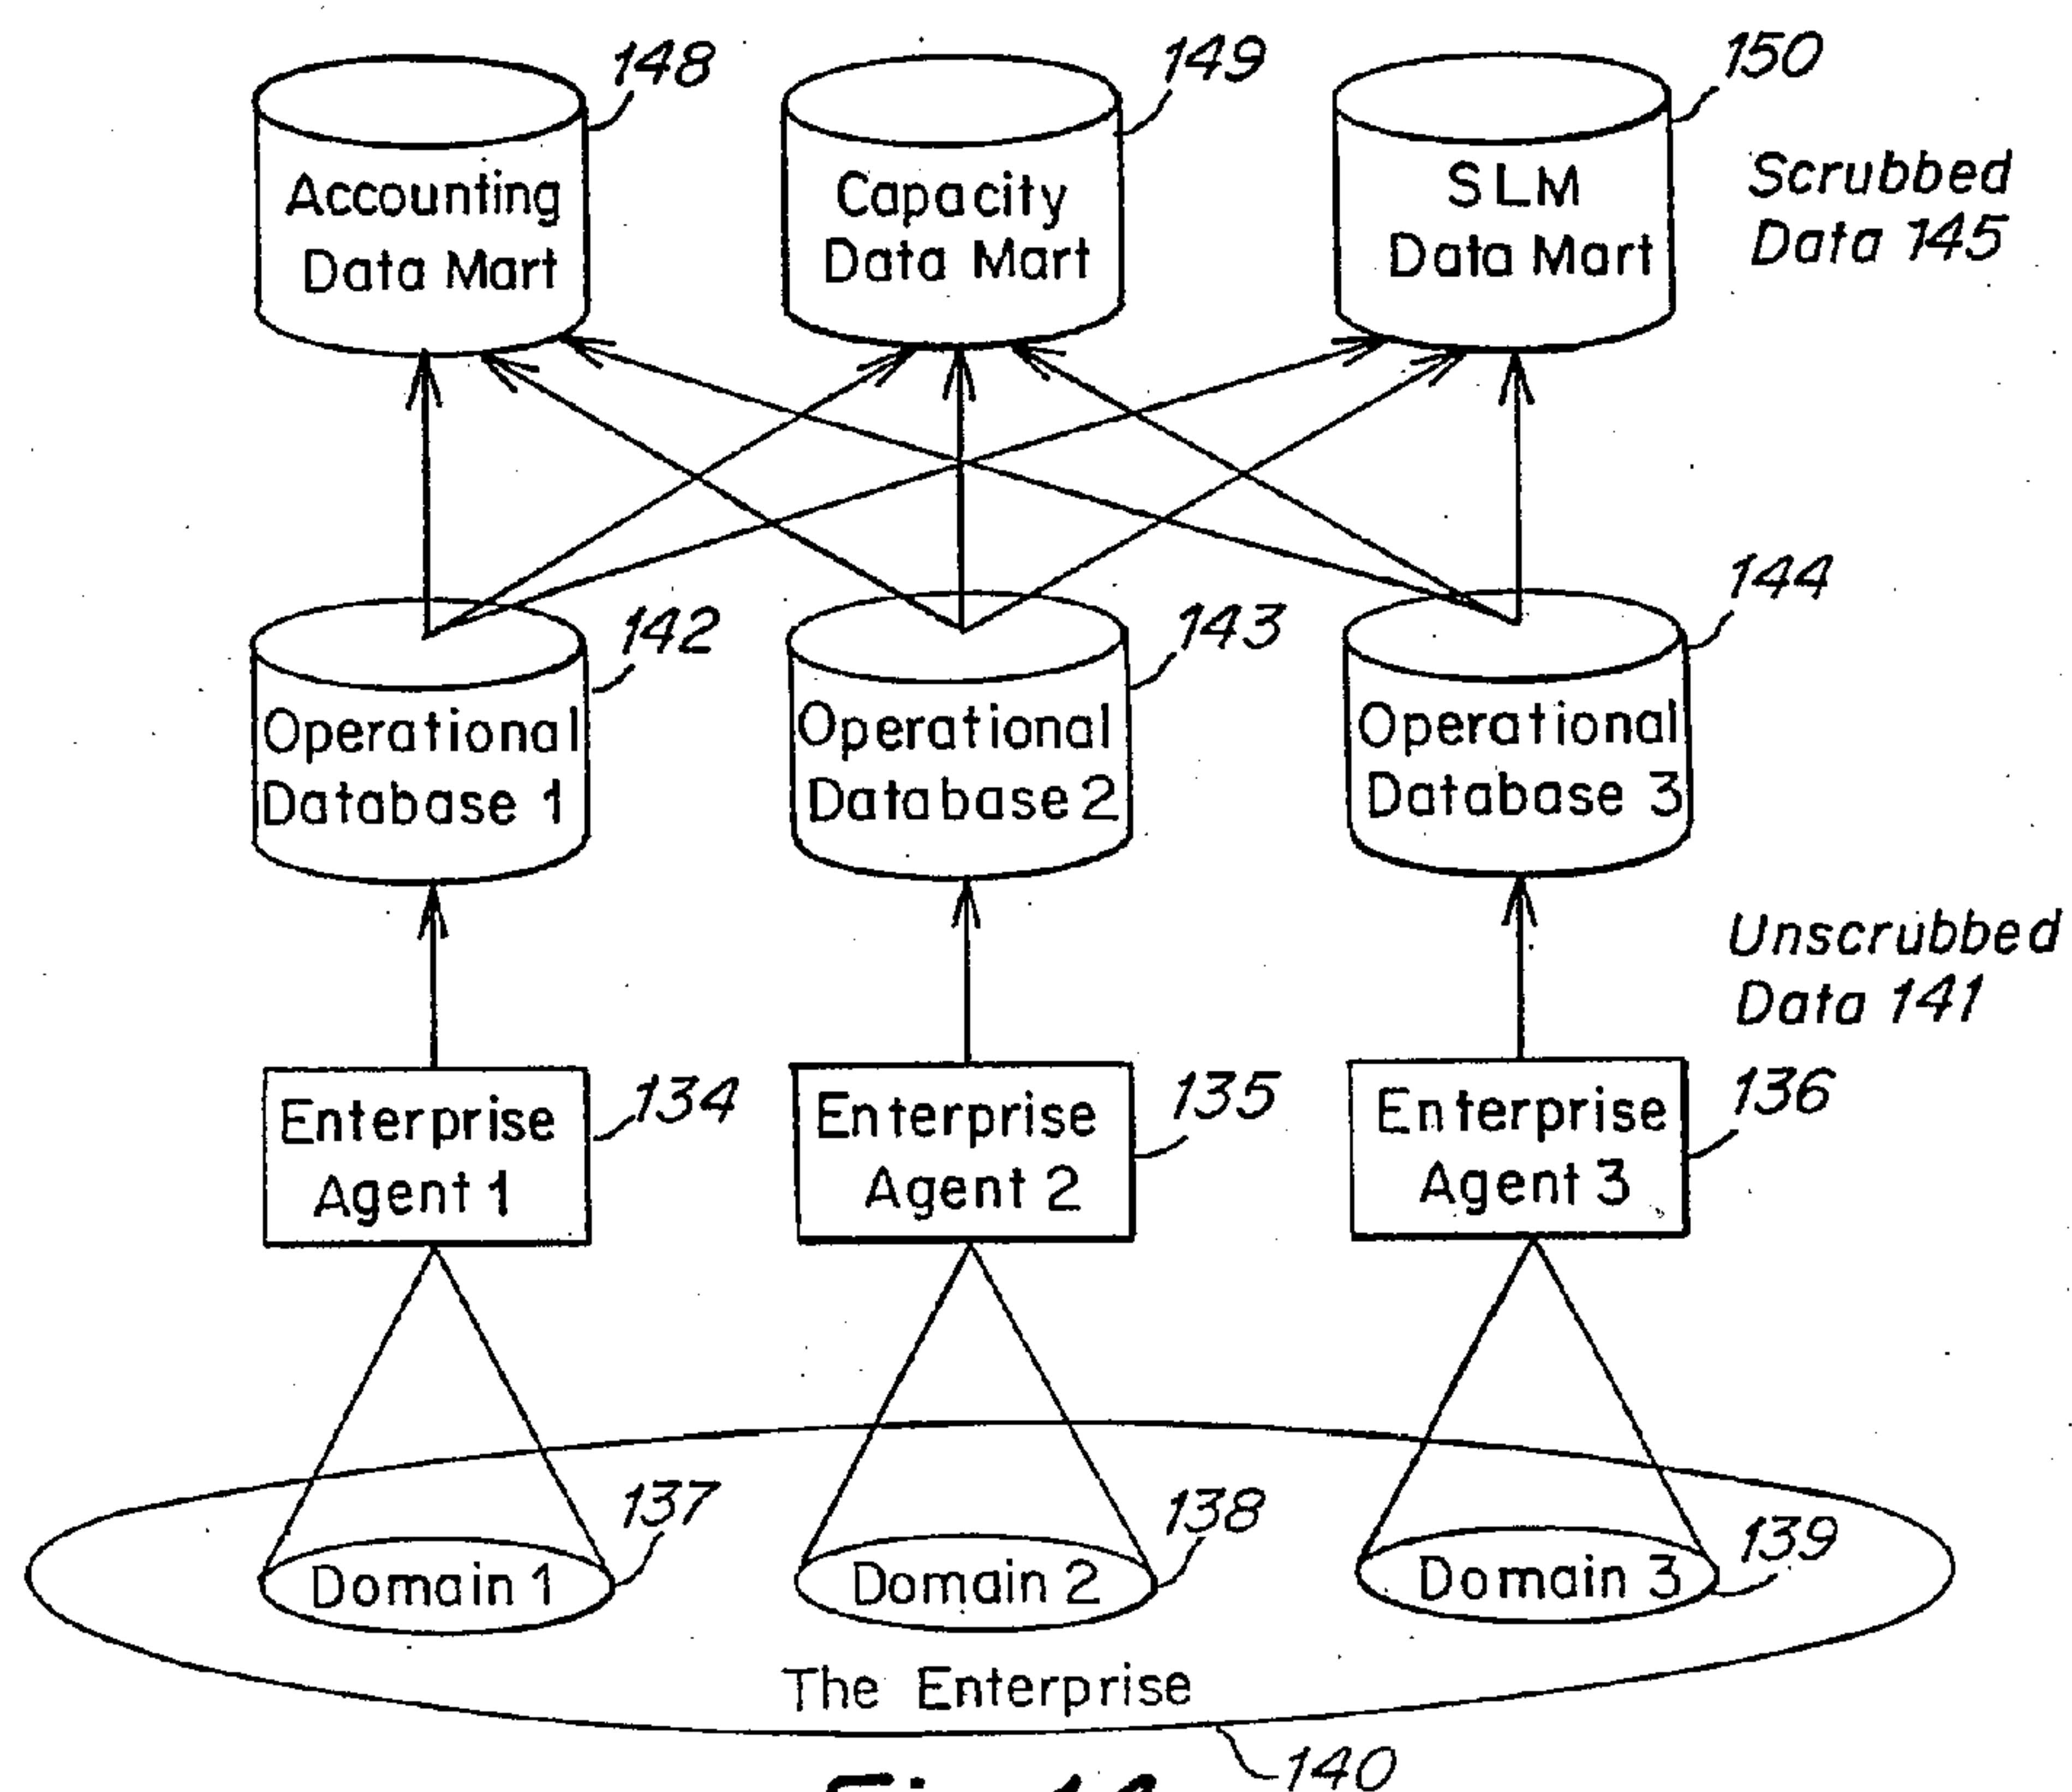 148
149
150
Accounting
Data Mart
Capacity
Data Mart
SLM
Data Mart
Scrubbed
Data 145
142
143
144
Operational
Database 1
Operational
Database 2
Operational
Database 3
Unscrubbed
Data 141
134
135
136
Enterprise
Agent 1
Enterprise
Agent 2
Enterprise
Agent 3
137
138
139
Domain 1
Domain 2
Domain 3
The Enterprise
140